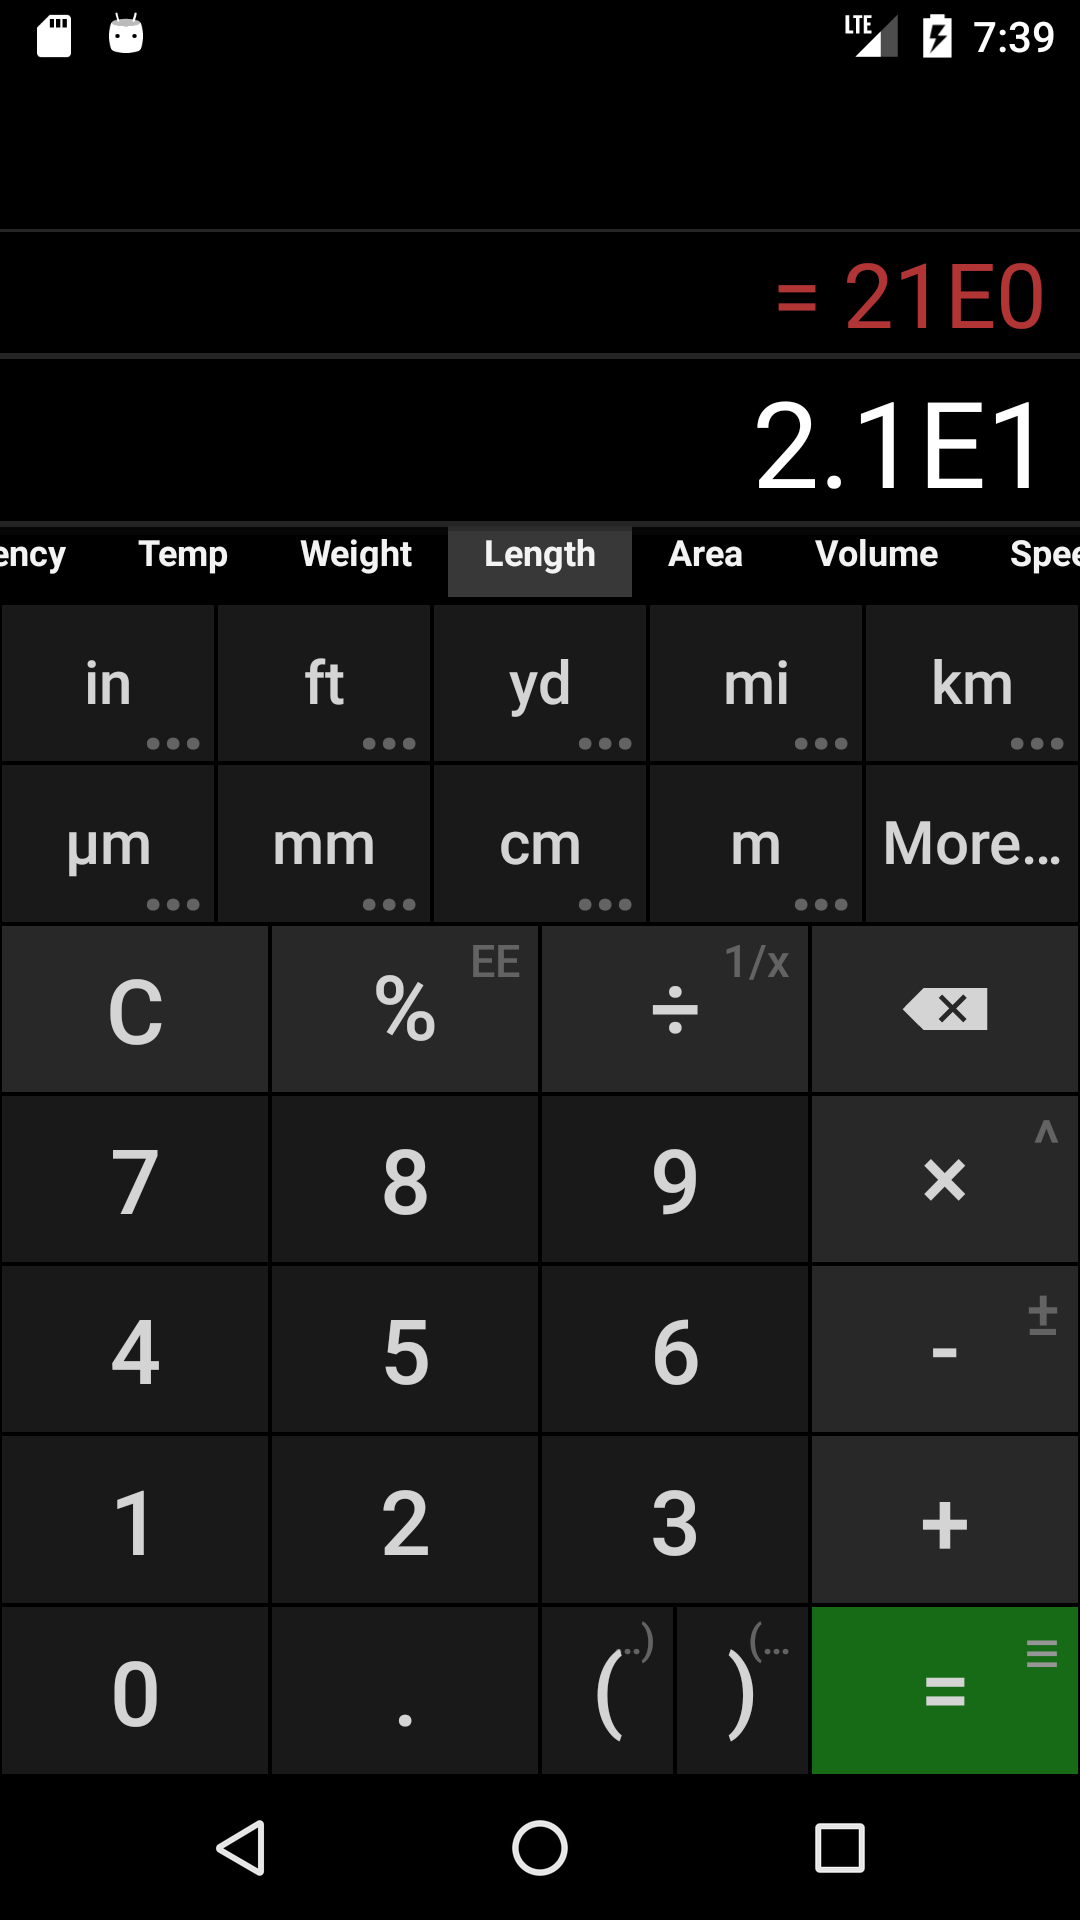 LTE 7:39
= 21E0
2.1E1
ency Temp Weight Length Area Volume Spee
in ft yd mi km
µm mm cm m More...
C % EE ÷ 1/x
7 8 9 × ^
4 5 6 - ±
1 2 3 +
0 . ( ..) ) (... =